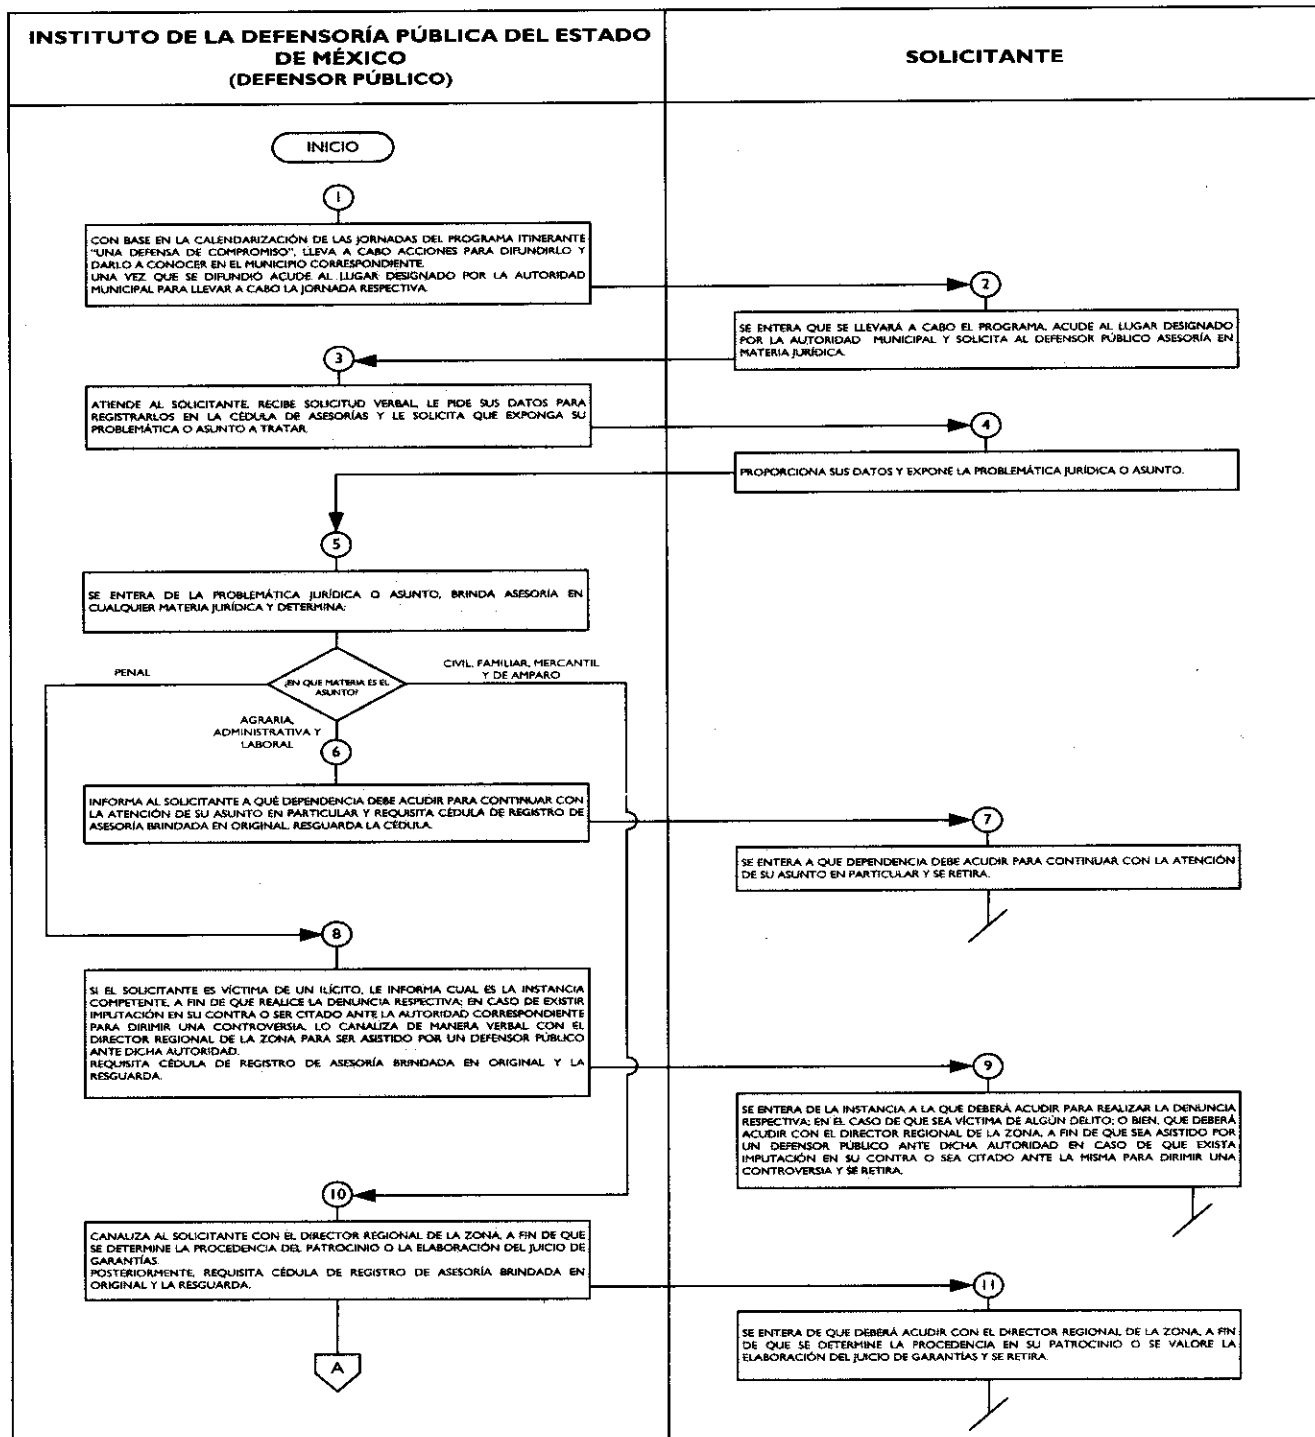 INSTITUTO DE LA DEFENSORÍA PÚBLICA DEL ESTADO
DE MÉXICO
(DEFENSOR PÚBLICO)
SOLICITANTE
INICIO
1
CON BASE EN LA CALENDARIZACIÓN DE LAS JORNADAS DEL PROGRAMA ITINERANTE
"UNA DEFENSA DE COMPROMISO", LLEVA A CABO ACCIONES PARA DIFUNDIRLO Y
DARLO A CONOCER EN EL MUNICIPIO CORRESPONDIENTE.
UNA VEZ QUE SE DIFUNDIÓ ACUDE AL LUGAR DESIGNADO POR LA AUTORIDAD
MUNICIPAL PARA LLEVAR A CABO LA JORNADA RESPECTIVA.
2
SE ENTERA QUE SE LLEVARÁ A CABO EL PROGRAMA, ACUDE AL LUGAR DESIGNADO
POR LA AUTORIDAD MUNICIPAL Y SOLICITA AL DEFENSOR PÚBLICO ASESORÍA EN
MATERIA JURÍDICA.
3
ATIENDE AL SOLICITANTE, RECIBE SOLICITUD VERBAL, LE PIDE SUS DATOS PARA
REGISTRARLOS EN LA CÉDULA DE ASESORÍAS Y LE SOLICITA QUE EXPONGA SU
PROBLEMÁTICA O ASUNTO A TRATAR.
4
PROPORCIONA SUS DATOS Y EXPONE LA PROBLEMÁTICA JURÍDICA O ASUNTO.
5
SE ENTERA DE LA PROBLEMÁTICA JURÍDICA O ASUNTO, BRINDA ASESORÍA EN
CUALQUIER MATERIA JURÍDICA Y DETERMINA:
PENAL
¿EN QUE MATERIA ES EL
ASUNTO?
CIVIL, FAMILIAR, MERCANTIL
Y DE AMPARO
AGRARIA,
ADMINISTRATIVA Y
LABORAL
6
INFORMA AL SOLICITANTE A QUÉ DEPENDENCIA DEBE ACUDIR PARA CONTINUAR CON
LA ATENCIÓN DE SU ASUNTO EN PARTICULAR Y REQUISITA CÉDULA DE REGISTRO DE
ASESORÍA BRINDADA EN ORIGINAL. RESGUARDA LA CÉDULA.
7
SE ENTERA A QUE DEPENDENCIA DEBE ACUDIR PARA CONTINUAR CON LA ATENCIÓN
DE SU ASUNTO EN PARTICULAR Y SE RETIRA.
8
SI EL SOLICITANTE ES VÍCTIMA DE UN ILÍCITO, LE INFORMA CUAL ES LA INSTANCIA
COMPETENTE, A FIN DE QUE REALICE LA DENUNCIA RESPECTIVA; EN CASO DE EXISTIR
IMPUTACIÓN EN SU CONTRA O SER CITADO ANTE LA AUTORIDAD CORRESPONDIENTE
PARA DIRIMIR UNA CONTROVERSIA, LO CANALIZA DE MANERA VERBAL CON EL
DIRECTOR REGIONAL DE LA ZONA PARA SER ASISTIDO POR UN DEFENSOR PÚBLICO
ANTE DICHA AUTORIDAD.
REQUISITA CÉDULA DE REGISTRO DE ASESORÍA BRINDADA EN ORIGINAL Y LA
RESGUARDA.
9
SE ENTERA DE LA INSTANCIA A LA QUE DEBERÁ ACUDIR PARA REALIZAR LA DENUNCIA
RESPECTIVA; EN EL CASO DE QUE SEA VÍCTIMA DE ALGÚN DELITO; O BIEN, QUE DEBERÁ
ACUDIR CON EL DIRECTOR REGIONAL DE LA ZONA, A FIN DE QUE SEA ASISTIDO POR
UN DEFENSOR PÚBLICO ANTE DICHA AUTORIDAD EN CASO DE QUE EXISTA
IMPUTACIÓN EN SU CONTRA O SEA CITADO ANTE LA MISMA PARA DIRIMIR UNA
CONTROVERSIA Y SE RETIRA.
10
CANALIZA AL SOLICITANTE CON EL DIRECTOR REGIONAL DE LA ZONA, A FIN DE QUE
SE DETERMINE LA PROCEDENCIA DEL PATROCINIO O LA ELABORACIÓN DEL JUICIO DE
GARANTÍAS.
POSTERIORMENTE, REQUISITA CÉDULA DE REGISTRO DE ASESORÍA BRINDADA EN
ORIGINAL Y LA RESGUARDA.
11
SE ENTERA DE QUE DEBERÁ ACUDIR CON EL DIRECTOR REGIONAL DE LA ZONA, A FIN
DE QUE SE DETERMINE LA PROCEDENCIA EN SU PATROCINIO O SE VALORE LA
ELABORACIÓN DEL JUICIO DE GARANTÍAS Y SE RETIRA.
A